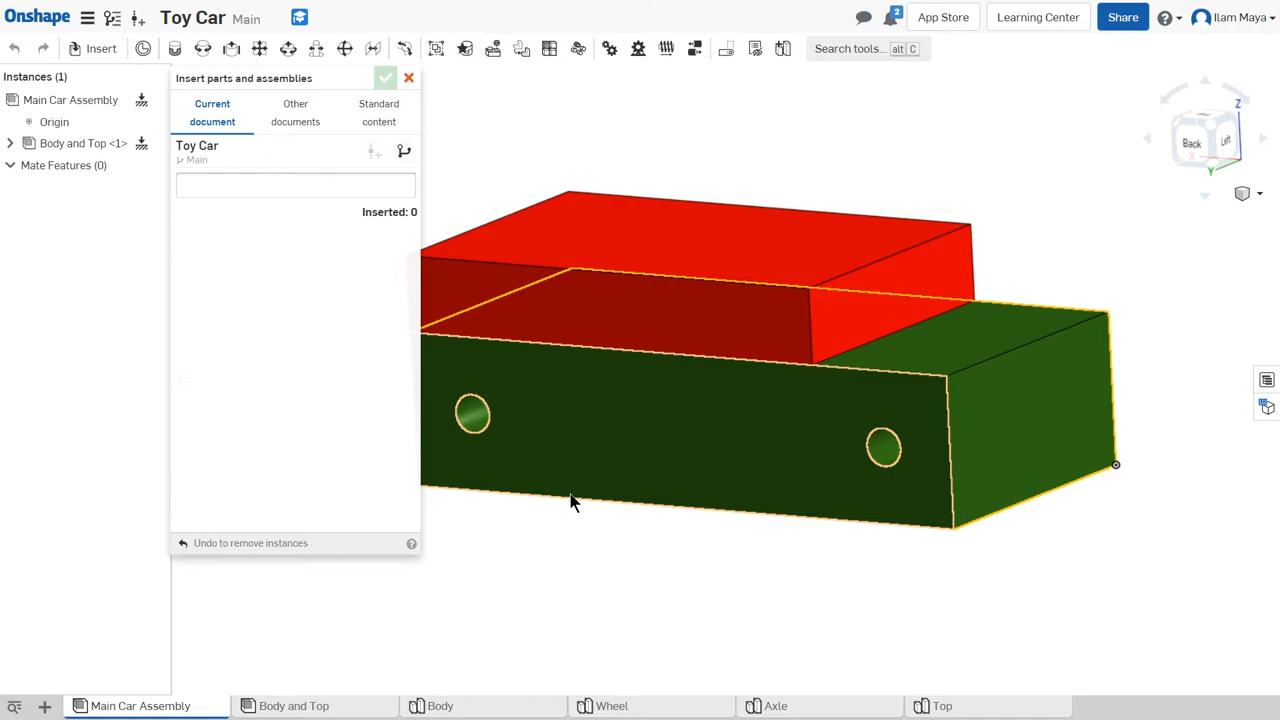 Onshape
Toy Car Main
2
App Store
Learning Center
Share
Ilam Maya
Insert
Search tools... alt C
Instances (1)
Main Car Assembly
Origin
Body and Top <1>
Mate Features (0)
Insert parts and assemblies
Current document
Other documents
Standard content
Toy Car
Main
Inserted: 0
Undo to remove instances
Z
Back
Left
X
Y
Main Car Assembly
Body and Top
Body
Wheel
Axle
Top